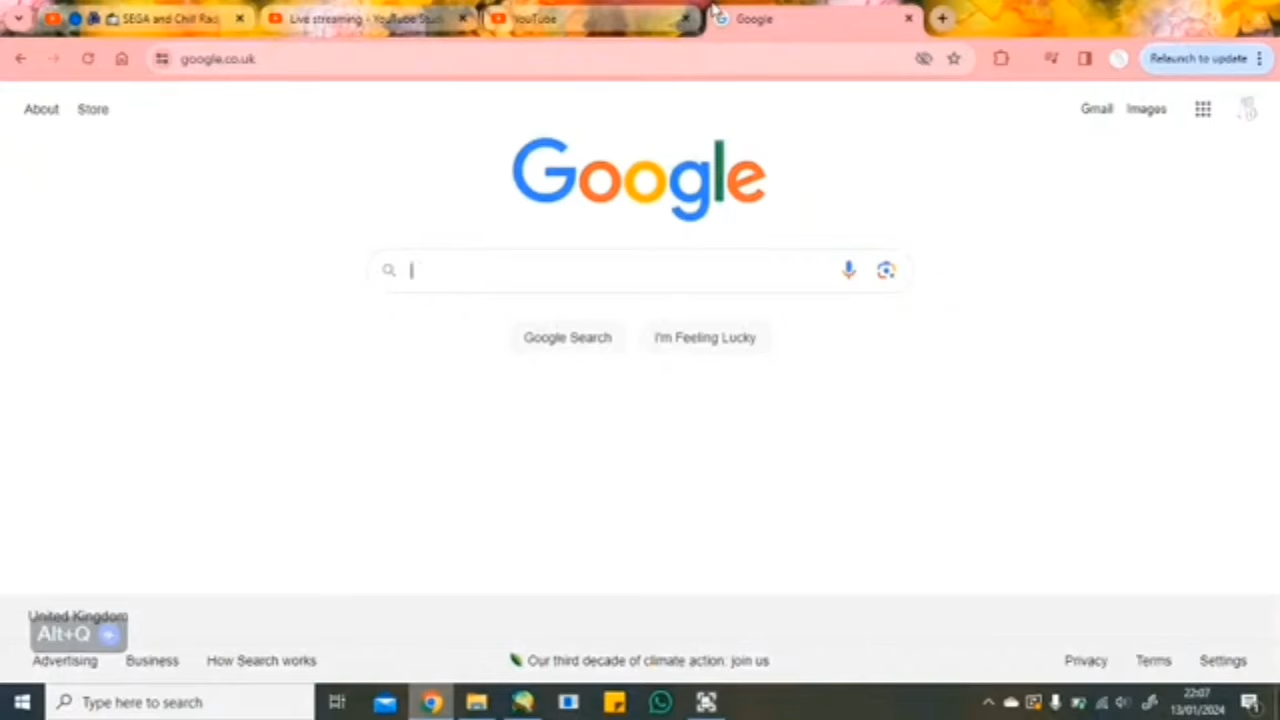 SEGA and Chill Rad
Live streaming - YouTube Studi
YouTube
Google
google.co.uk
Relaunch to update
About Store
Gmail Images
Google
Google Search I'm Feeling Lucky
United Kingdom
Alt+Q
Advertising Business How Search works
Our third decade of climate action: join us
Privacy Terms Settings
Type here to search
22:07
13/01/2024